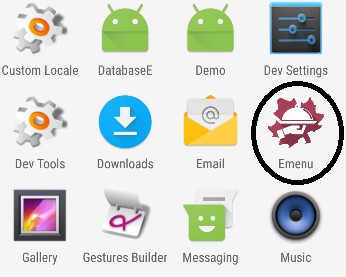 Custom Locale DatabaseE Demo Dev Settings
Dev Tools Downloads Email Emenu
Gallery Gestures Builder Messaging Music